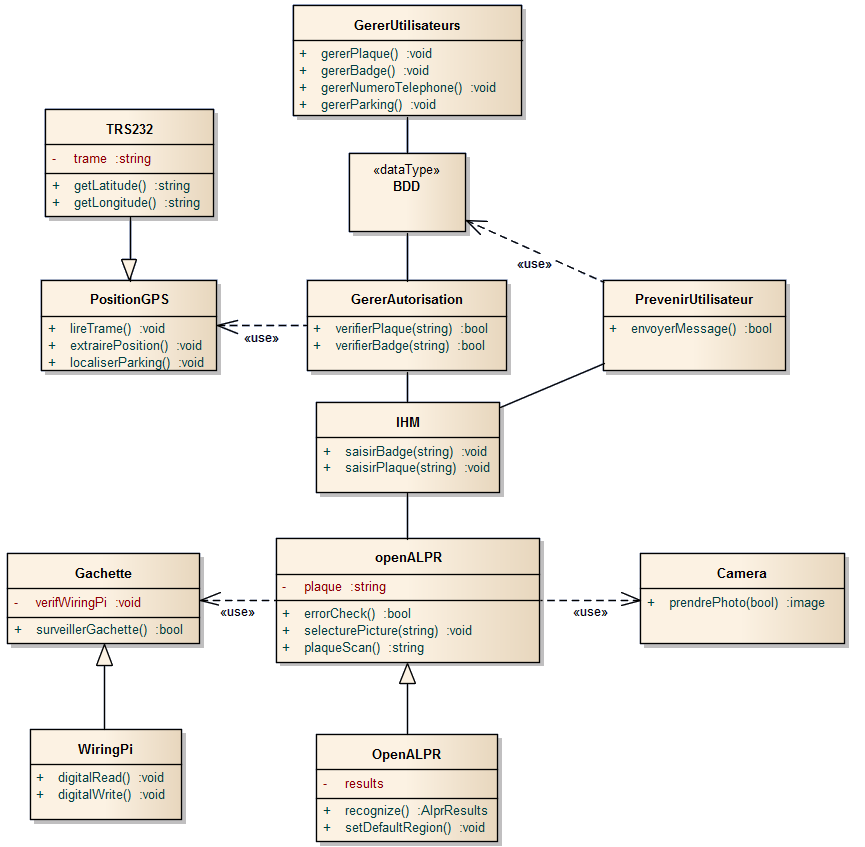 GererUtilisateurs
+ gererPlaque() :void
+ gererBadge() :void
+ gererNumeroTelephone() :void
+ gererParking() :void
TRS232
- trame :string
+ getLatitude() :string
+ getLongitude() :string
«dataType»
BDD
«use»
PositionGPS
+ lireTrame() :void
+ extrairePosition() :void
+ localiserParking() :void
«use»
GererAutorisation
+ verifierPlaque(string) :bool
+ verifierBadge(string) :bool
PrevenirUtilisateur
+ envoyerMessage() :bool
IHM
+ saisirBadge(string) :void
+ saisirPlaque(string) :void
Gachette
- verifWiringPi :void
+ surveillerGachette() :bool
«use»
openALPR
- plaque :string
+ errorCheck() :bool
+ selecturePicture(string) :void
+ plaqueScan() :string
«use»
Camera
+ prendrePhoto(bool) :image
WiringPi
+ digitalRead() :void
+ digitalWrite() :void
OpenALPR
- results
+ recognize() :AlprResults
+ setDefaultRegion() :void